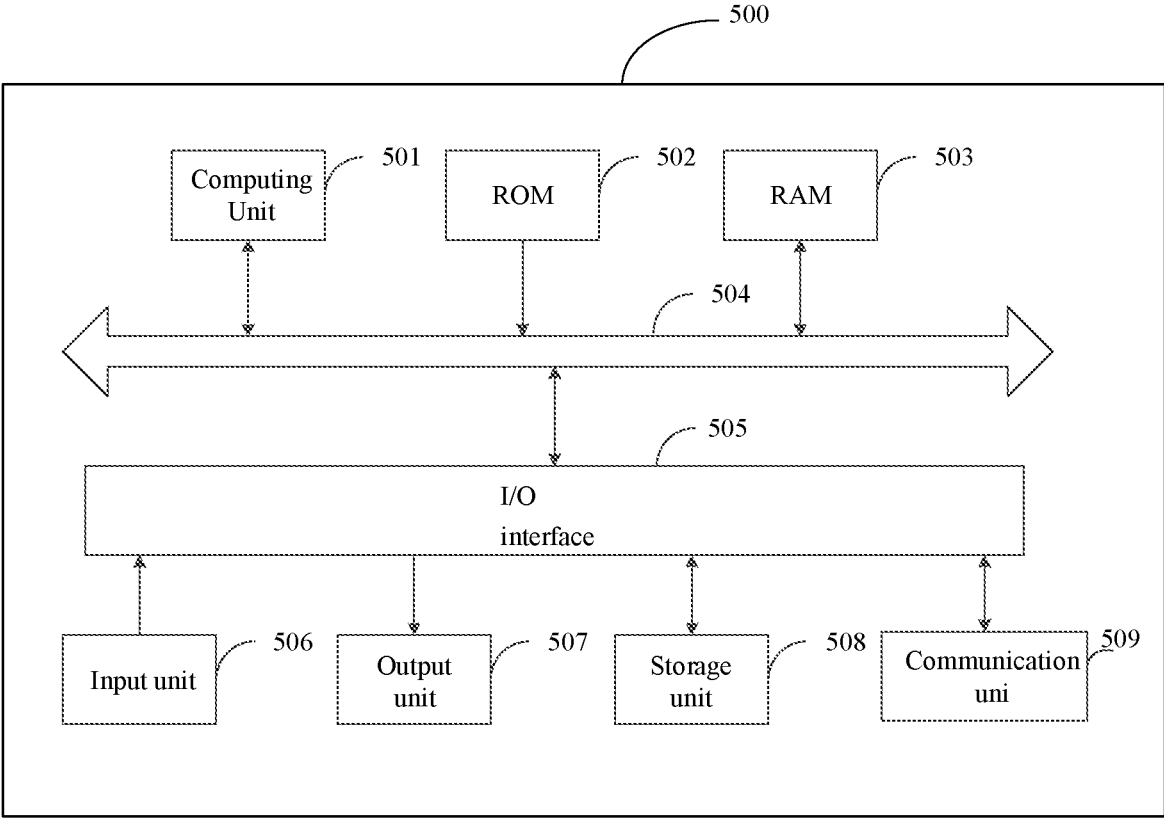 500
501
502
503
Computing
Unit
ROM
RAM
504
505
I/O
interface
506
507
508
509
Input unit
Output
unit
Storage
unit
Communication
uni